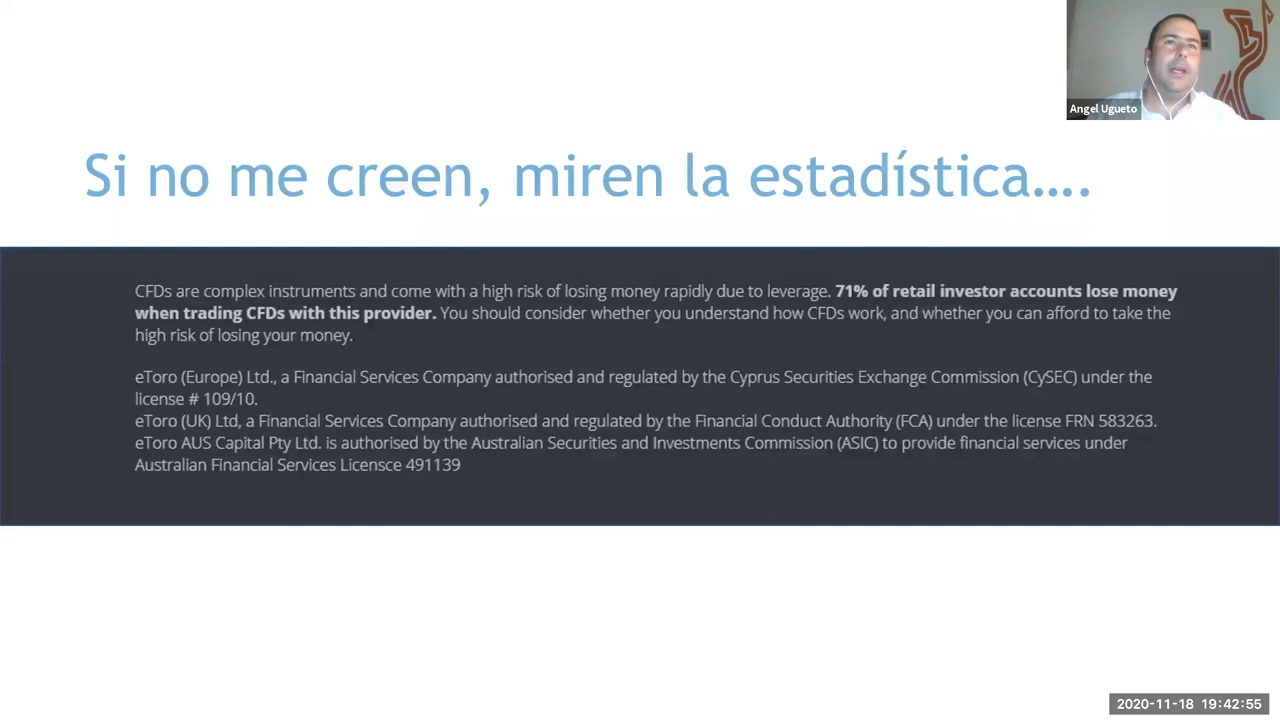 Angel Ugueto
Si no me creen, miren la estadística....
CFDs are complex instruments and come with a high risk of losing money rapidly due to leverage. 71% of retail investor accounts lose money
when trading CFDs with this provider. You should consider whether you understand how CFDs work, and whether you can afford to take the
high risk of losing your money.
eToro (Europe) Ltd., a Financial Services Company authorised and regulated by the Cyprus Securities Exchange Commission (CySEC) under the
license # 109/10.
eToro (UK) Ltd, a Financial Services Company authorised and regulated by the Financial Conduct Authority (FCA) under the license FRN 583263.
eToro AUS Capital Pty Ltd. is authorised by the Australian Securities and Investments Commission (ASIC) to provide financial services under
Australian Financial Services Licensce 491139
2020-11-18 19:42:55